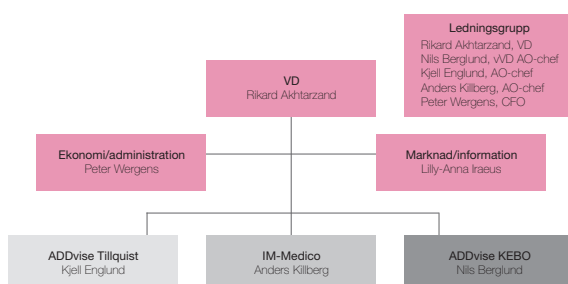 Ledningsgrupp
Rikard Akhtarzand, VD
Nils Berglund, vVD AO-chef
Kjell Englund, AO-chef
Anders Killberg, AO-chef
Peter Wergens, CFO
VD
Rikard Akhtarzand
Ekonomi/administration
Peter Wergens
Marknad/information
Lilly-Anna Iraeus
ADDvise Tillquist
Kjell Englund
IM-Medico
Anders Killberg
ADDvise KEBO
Nils Berglund